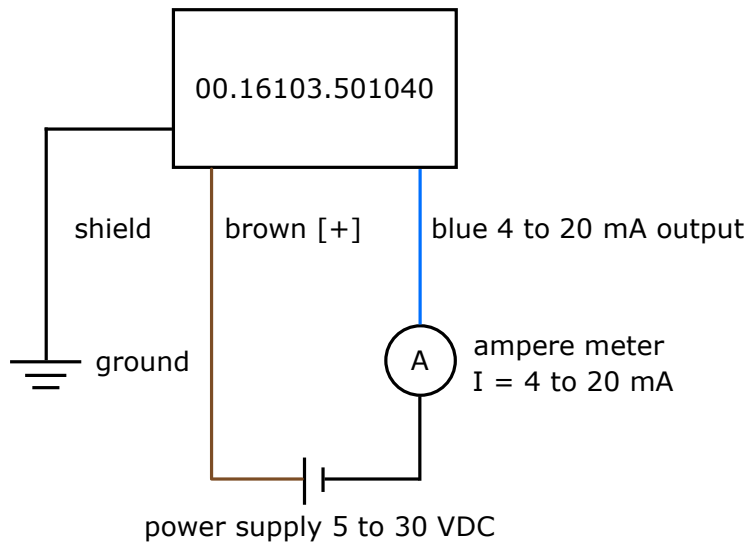 00.16103.501040
shield
brown [+]
blue 4 to 20 mA output
ground
ampere meter
I = 4 to 20 mA
A
power supply 5 to 30 VDC